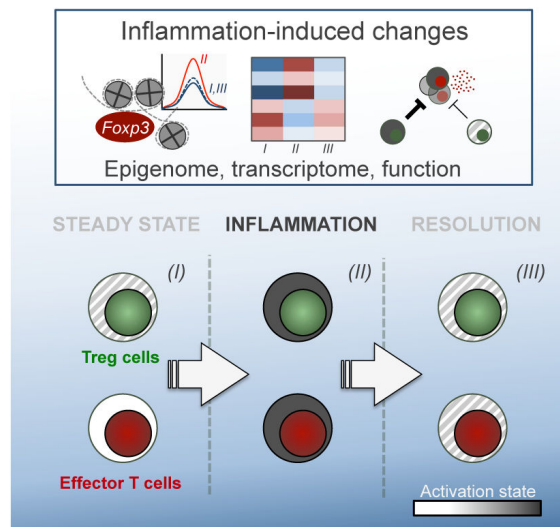 Inflammation-induced changes
II
I,III
Foxp3
I II III
Epigenome, transcriptome, function
STEADY STATE INFLAMMATION RESOLUTION
(I) (II) (III)
Treg cells
Effector T cells
Activation state